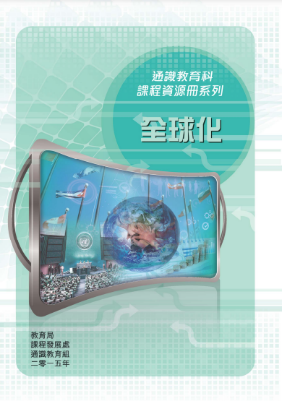 通識教育科
課程資源冊系列
全球化
教育局
課程發展處
通識教育組
二零一五年